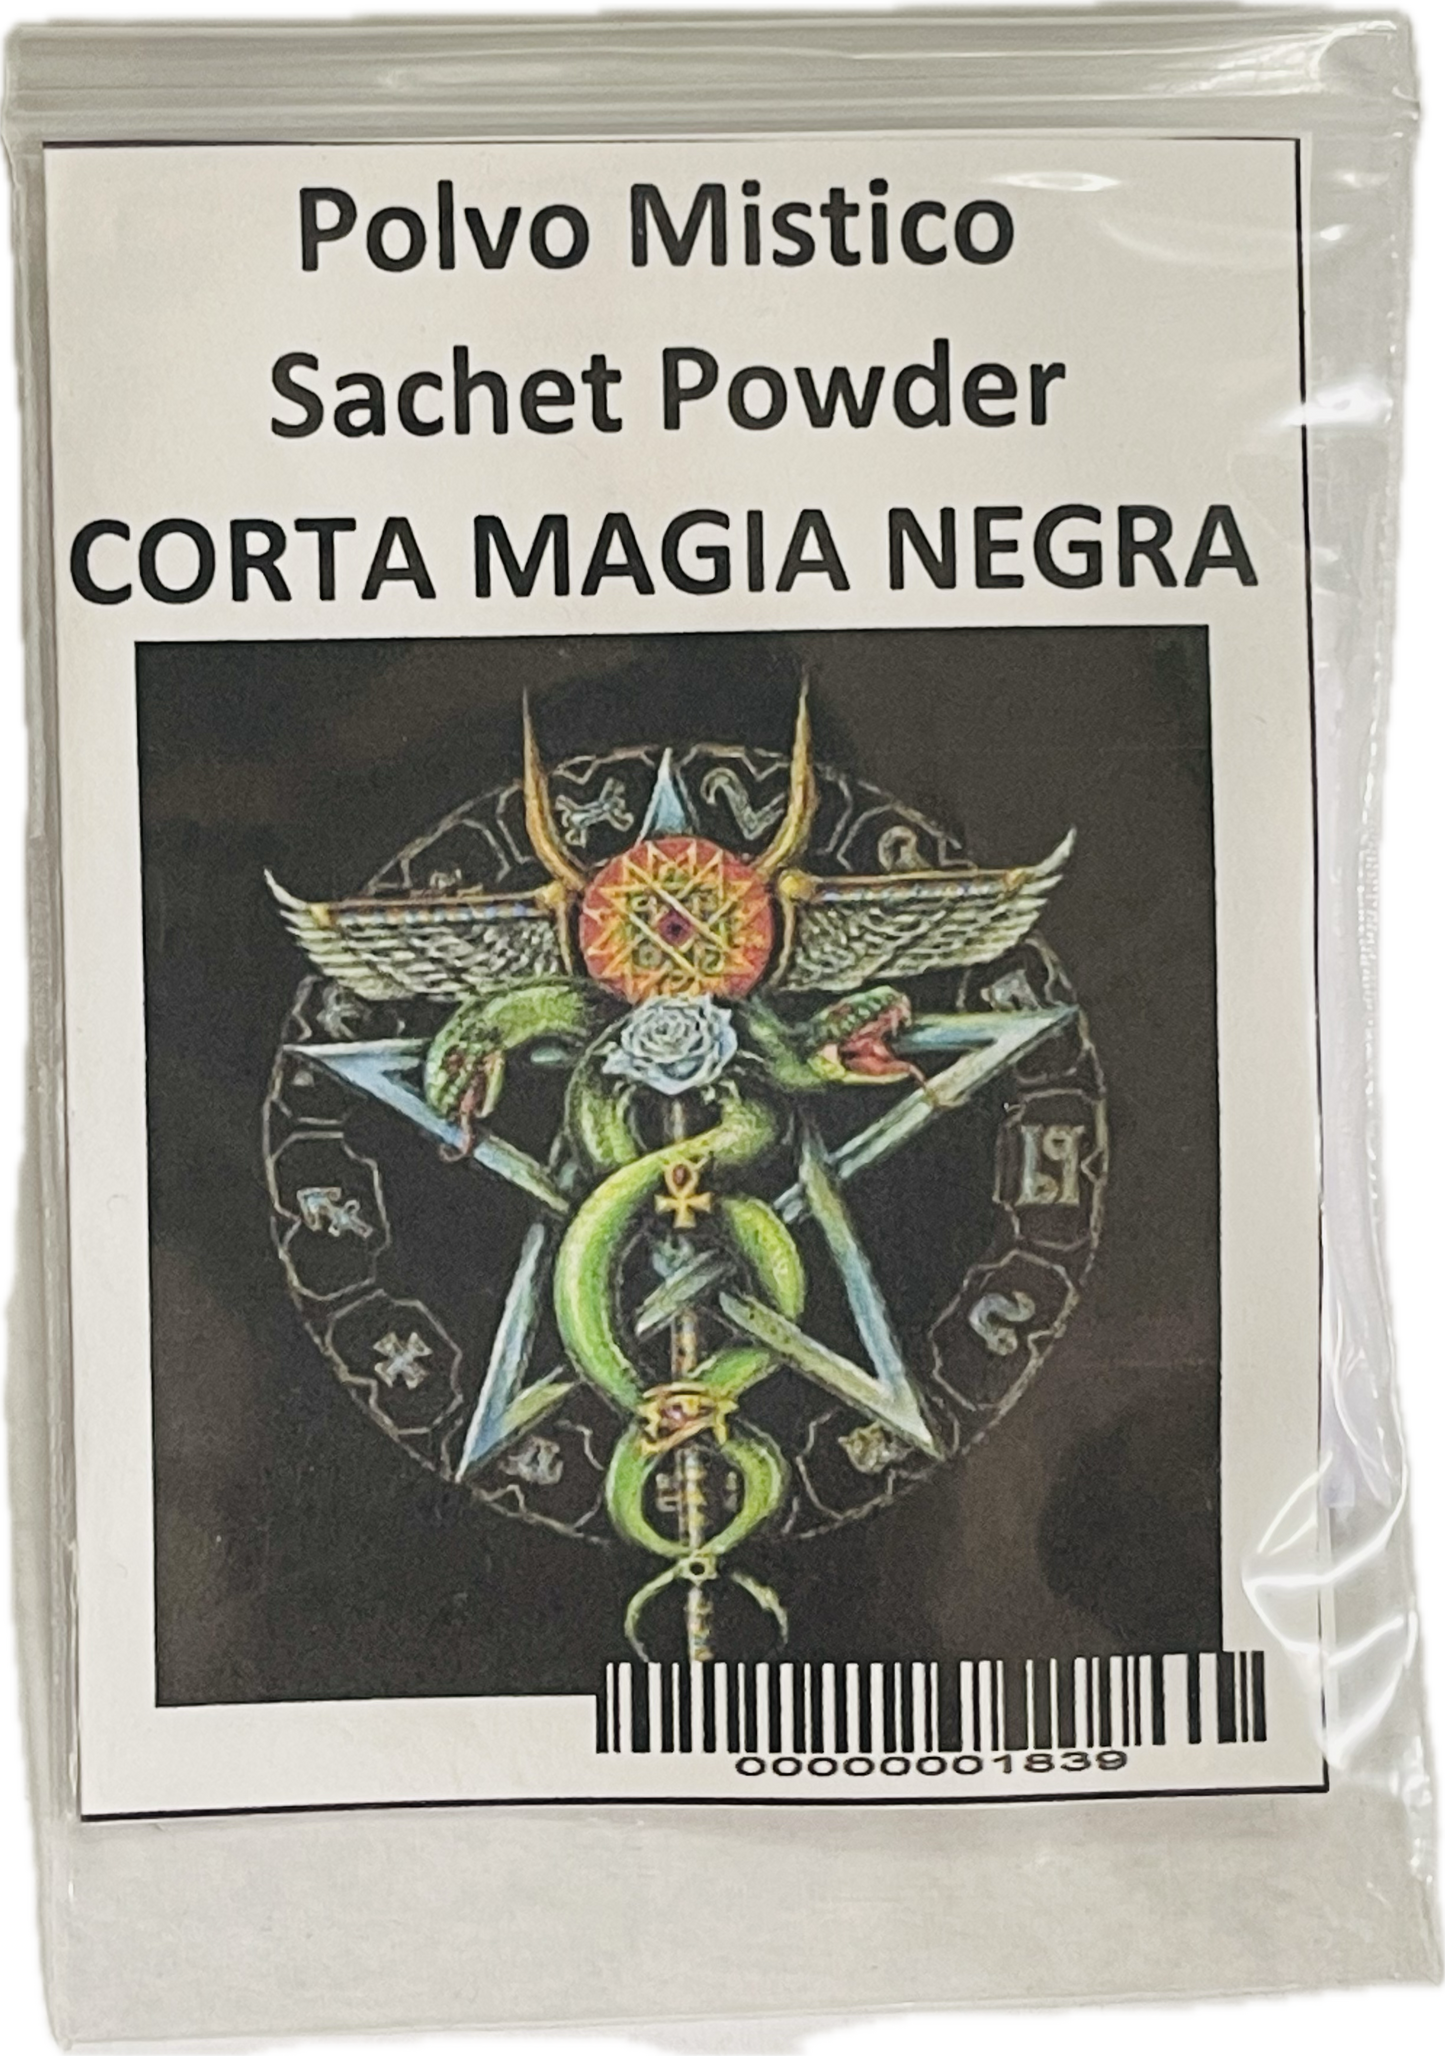 Polvo Mistico
Sachet Powder
CORTA MAGIA NEGRA
00000001839